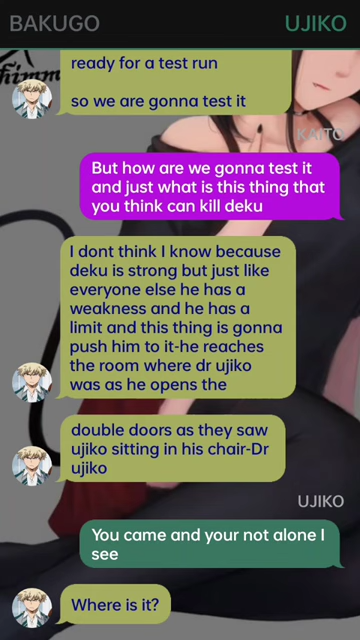 BAKUGO
UJIKO
ready for a test run
so we are gonna test it
himm
KAITO
But how are we gonna test it
and just what is this thing that
you think can kill deku
I dont think I know because
deku is strong but just like
everyone else he has a
weakness and he has a
limit and this thing is gonna
push him to it-he reaches
the room where dr ujiko
was as he opens the
double doors as they saw
ujiko sitting in his chair-Dr
ujiko
UJIKO
You came and your not alone I
see
Where is it?